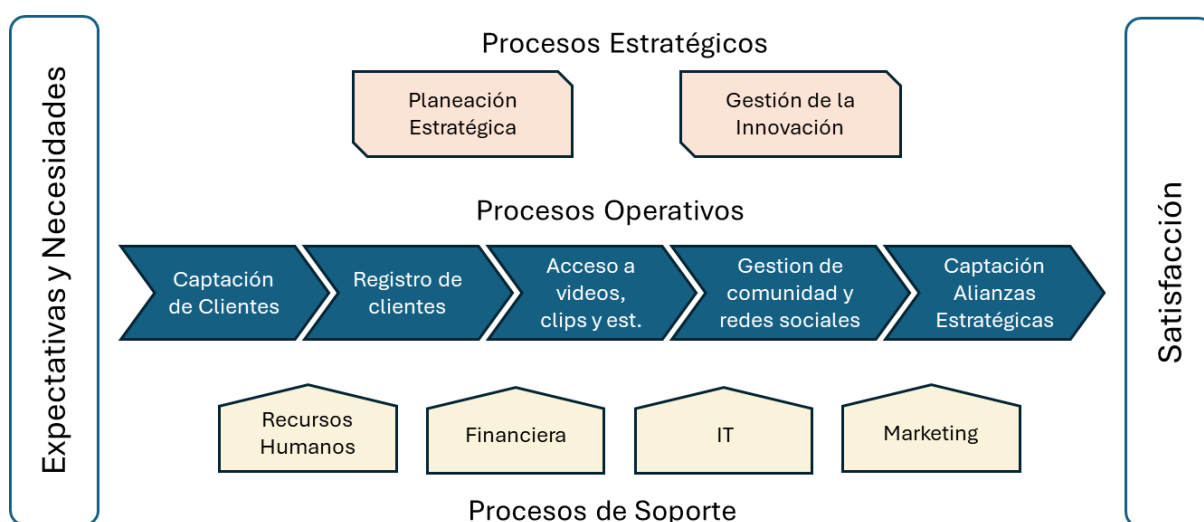 Expectativas y Necesidades
Procesos Estratégicos
Planeación
Estratégica
Gestión de la
Innovación
Procesos Operativos
Captación
de Clientes
Registro de
clientes
Acceso a
videos,
clips y est.
Gestion de
comunidad y
redes sociales
Captación
Alianzas
Estratégicas
Recursos
Humanos
Financiera
IT
Marketing
Procesos de Soporte
Satisfacción